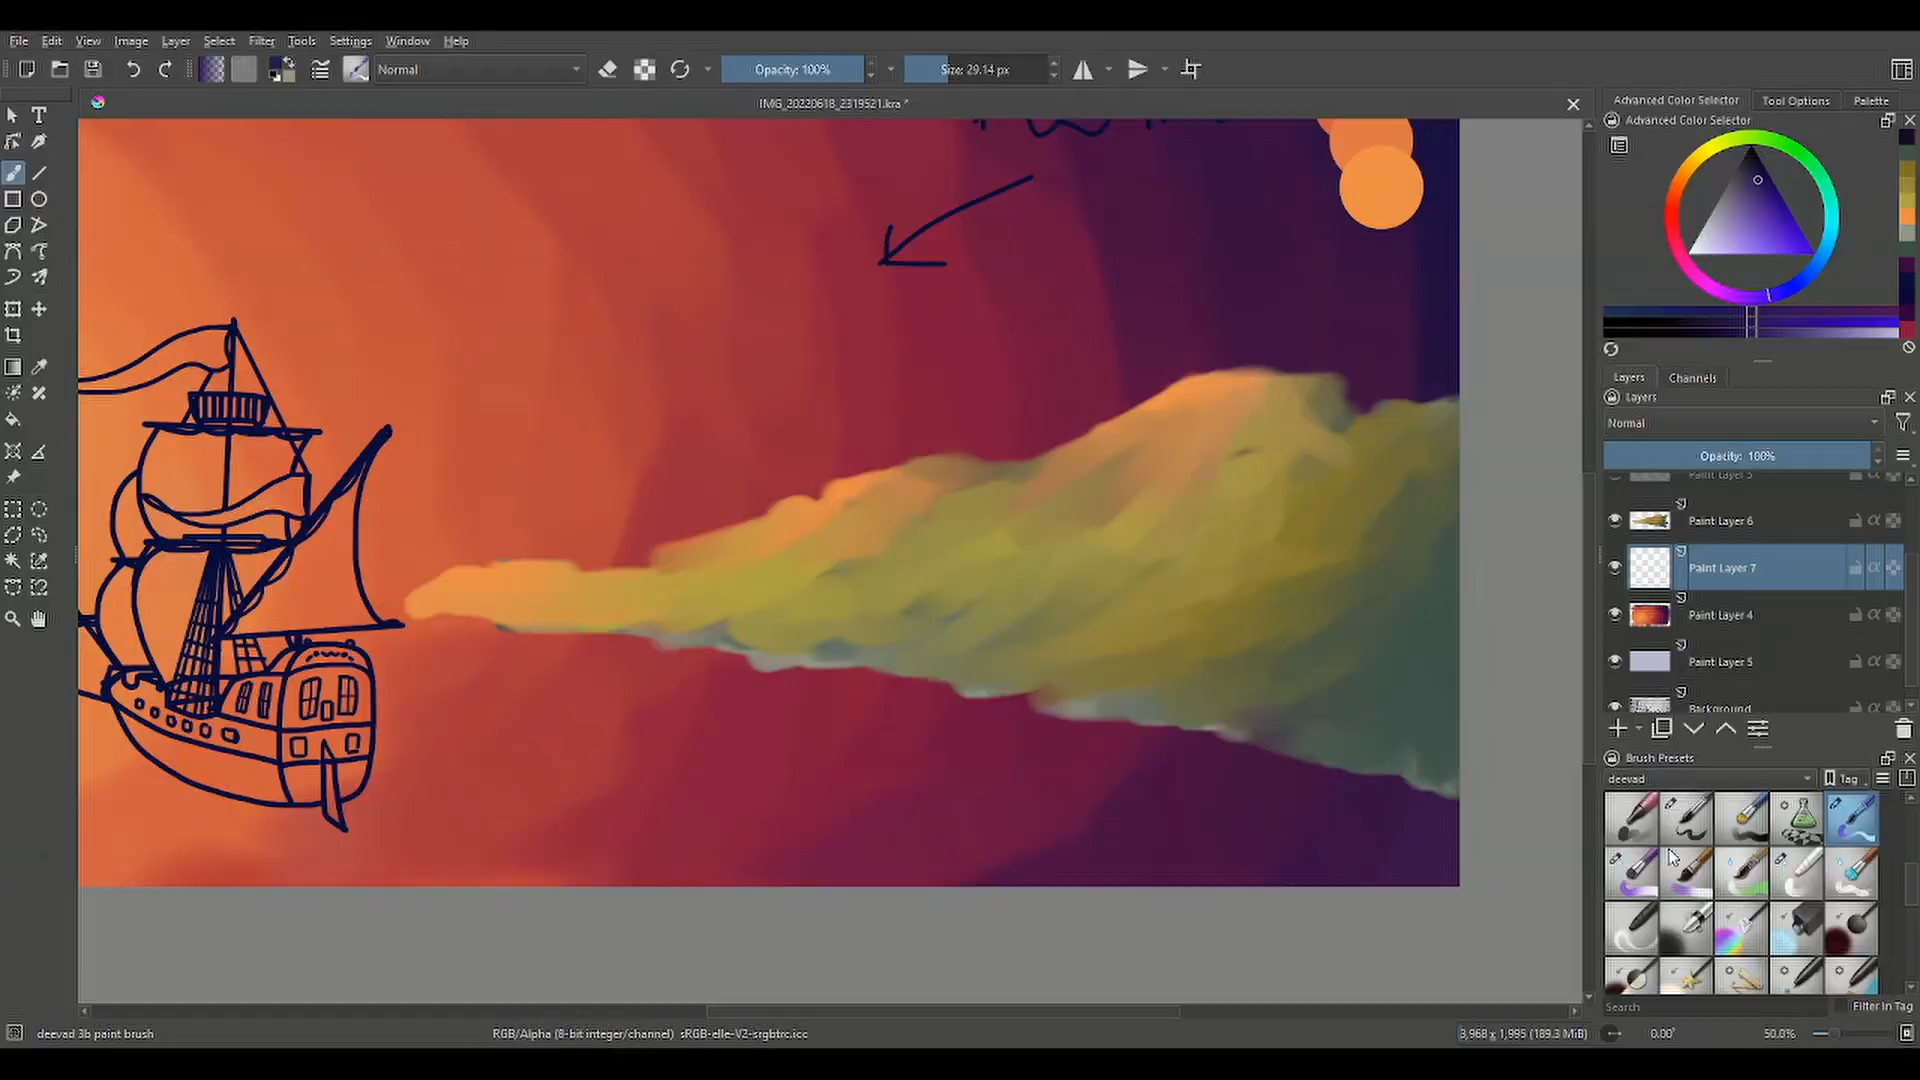 File Edit View Image Layer Select Filter Tools Settings Window Help
Normal
Opacity: 100%
Size: 29.14 px
IMG_20220618_2319521.kra *
Advanced Color Selector Tool Options Palette
Advanced Color Selector
Layers Channels
Layers
Normal
Opacity: 100%
Paint Layer 6
Paint Layer 7
Paint Layer 4
Paint Layer 5
Background
Brush Presets
deevad
Tag
Search
Filter in Tag
deevad 3b paint brush
RGB/Alpha (8-bit integer/channel) sRGB-elle-V2-srgbtrc.icc
3,968 x 1,995 (189.3 MiB)
0.00°
50.0%